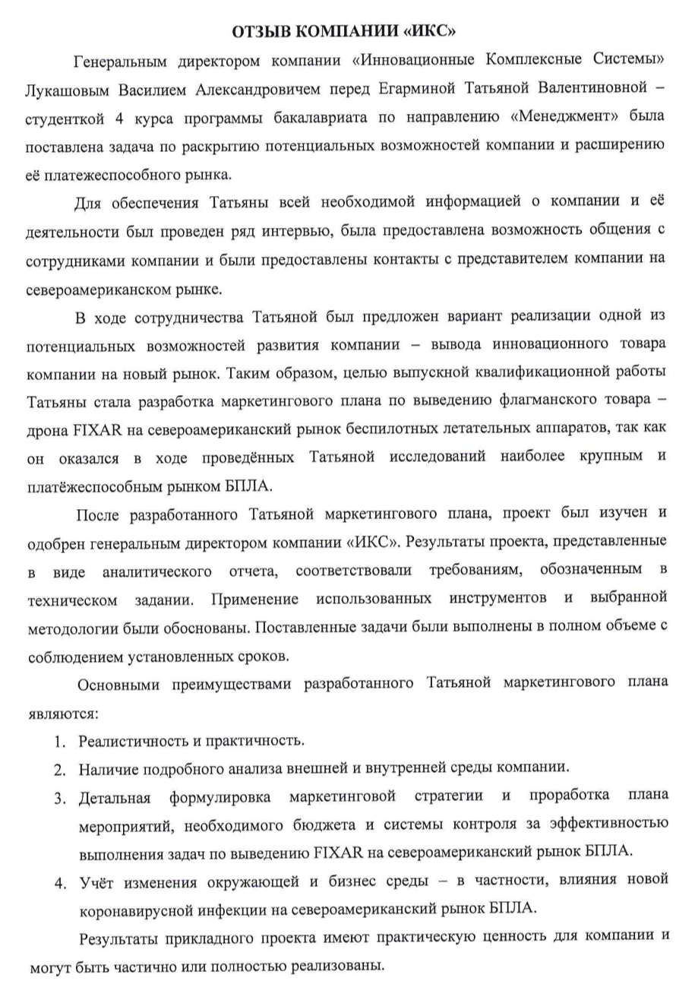 ОТЗЫВ КОМПАНИИ «ИКС»
Генеральным директором компании «Инновационные Комплексные Системы»
Лукашовым Василием Александровичем перед Егарминой Татьяной Валентиновной –
студенткой 4 курса программы бакалавриата по направлению «Менеджмент» была
поставлена задача по раскрытию потенциальных возможностей компании и расширению
её платежеспособного рынка.
Для обеспечения Татьяны всей необходимой информацией о компании и её
деятельности был проведен ряд интервью, была предоставлена возможность общения с
сотрудниками компании и были предоставлены контакты с представителем компании на
североамериканском рынке.
В ходе сотрудничества Татьяной был предложен вариант реализации одной из
потенциальных возможностей развития компании – вывода инновационного товара
компании на новый рынок. Таким образом, целью выпускной квалификационной работы
Татьяны стала разработка маркетингового плана по выведению флагманского товара –
дрона FIXAR на североамериканский рынок беспилотных летательных аппаратов, так как
он оказался в ходе проведённых Татьяной исследований наиболее крупным и
платёжеспособным рынком БПЛА.
После разработанного Татьяной маркетингового плана, проект был изучен и
одобрен генеральным директором компании «ИКС». Результаты проекта, представленные
в виде аналитического отчета, соответствовали требованиям, обозначенным в
техническом задании. Применение использованных инструментов и выбранной
методологии были обоснованы. Поставленные задачи были выполнены в полном объеме с
соблюдением установленных сроков.
Основными преимуществами разработанного Татьяной маркетингового плана
являются:
1. Реалистичность и практичность.
2. Наличие подробного анализа внешней и внутренней среды компании.
3. Детальная формулировка маркетинговой стратегии и проработка плана
мероприятий, необходимого бюджета и системы контроля за эффективностью
выполнения задач по выведению FIXAR на североамериканский рынок БПЛА.
4. Учёт изменения окружающей и бизнес среды – в частности, влияния новой
коронавирусной инфекции на североамериканский рынок БПЛА.
Результаты прикладного проекта имеют практическую ценность для компании и
могут быть частично или полностью реализованы.